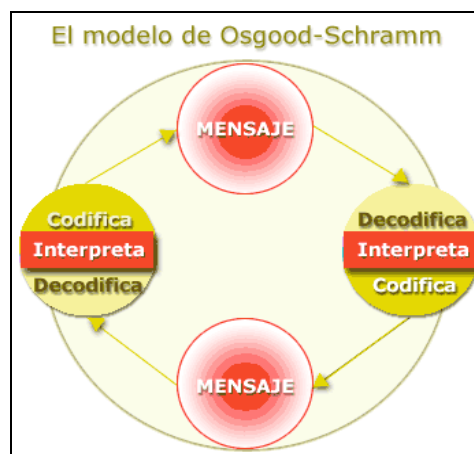 El modelo de Osgood-Schramm
MENSAJE
Codifica
Interpreta
Decodifica
Decodifica
Interpreta
Codifica
MENSAJE